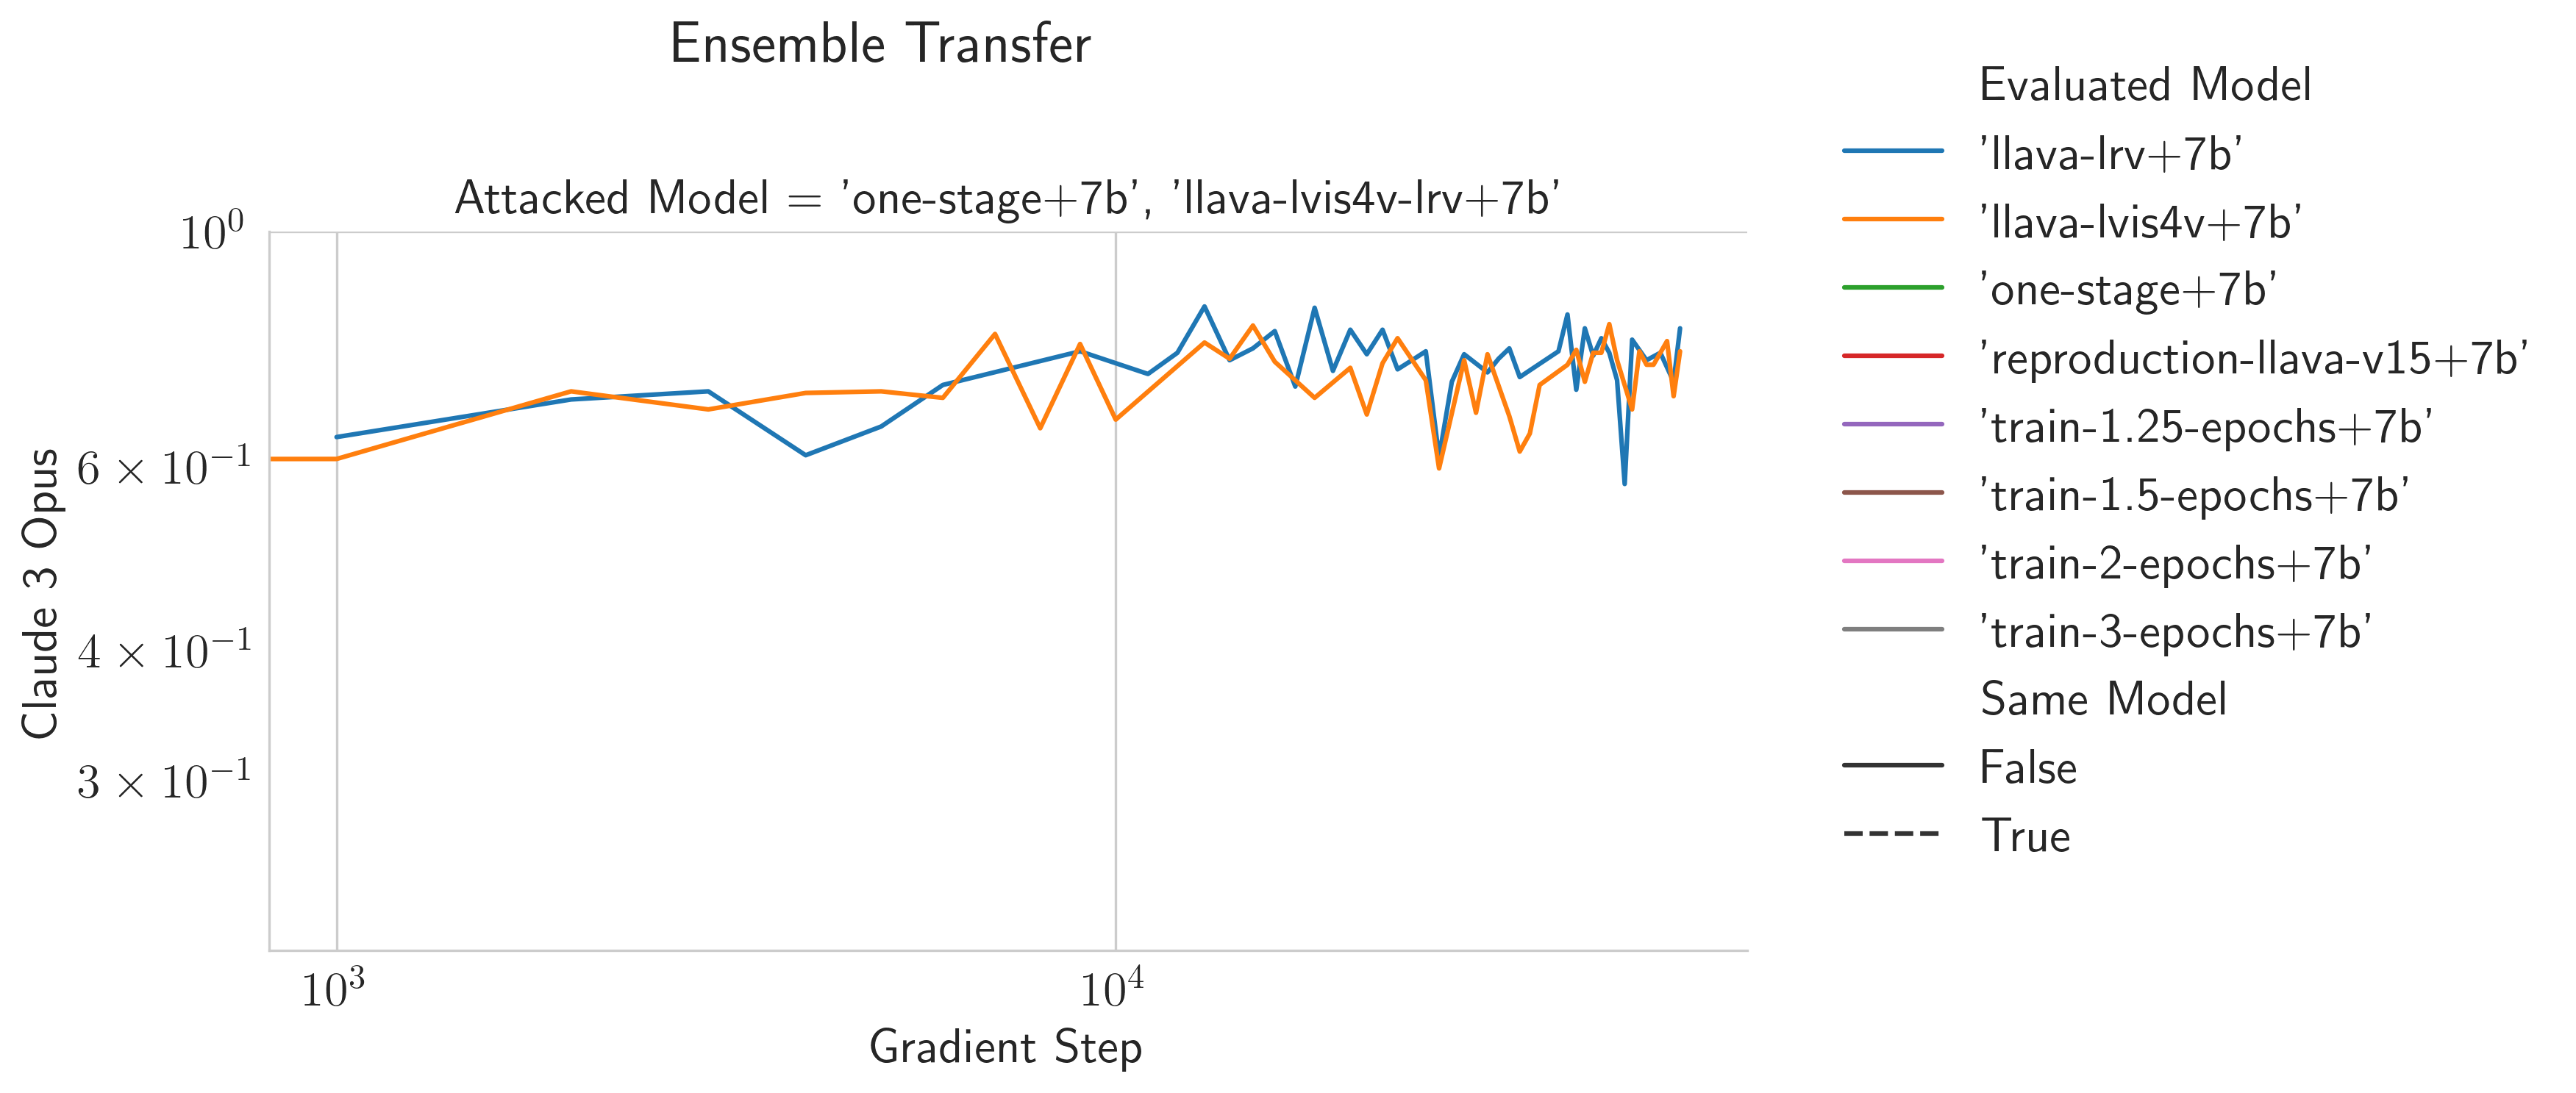 Ensemble Transfer
Attacked Model = 'one-stage+7b', 'llava-lvis4v-lrv+7b'
10^0
6 × 10^−1
4 × 10^−1
3 × 10^−1
Claude 3 Opus
10^3
10^4
Gradient Step
Evaluated Model
'llava-lrv+7b'
'llava-lvis4v+7b'
'one-stage+7b'
'reproduction-llava-v15+7b'
'train-1.25-epochs+7b'
'train-1.5-epochs+7b'
'train-2-epochs+7b'
'train-3-epochs+7b'
Same Model
False
True